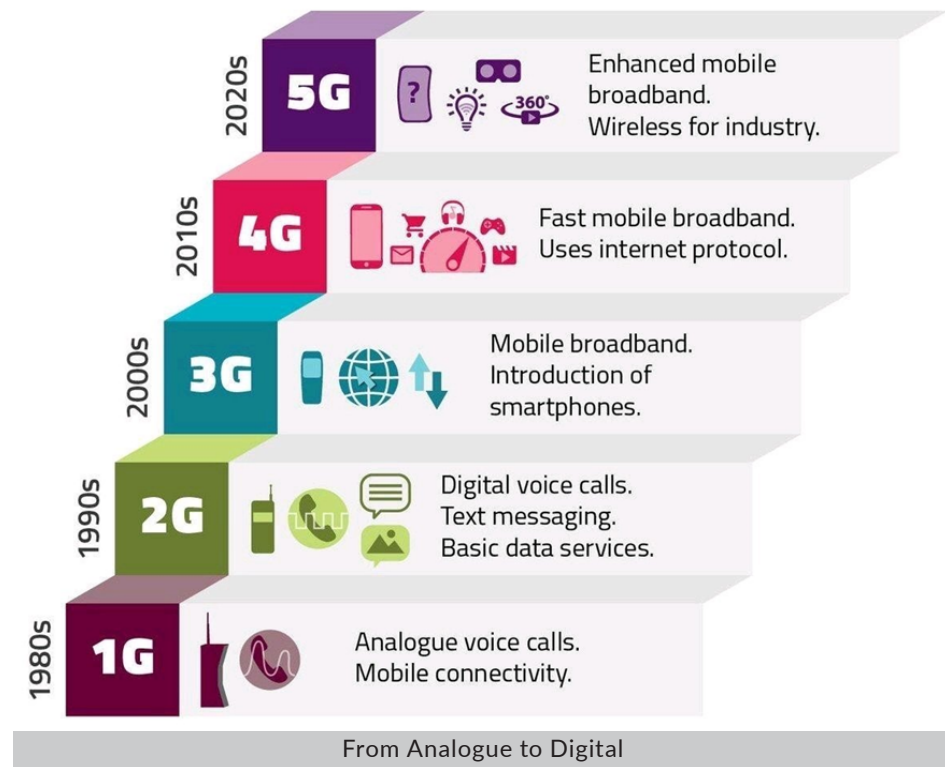 2020s
5G
?
360°
Enhanced mobile
broadband.
Wireless for industry.
2010s
4G
Fast mobile broadband.
Uses internet protocol.
2000s
3G
Mobile broadband.
Introduction of
smartphones.
1990s
2G
Digital voice calls.
Text messaging.
Basic data services.
1980s
1G
Analogue voice calls.
Mobile connectivity.
From Analogue to Digital